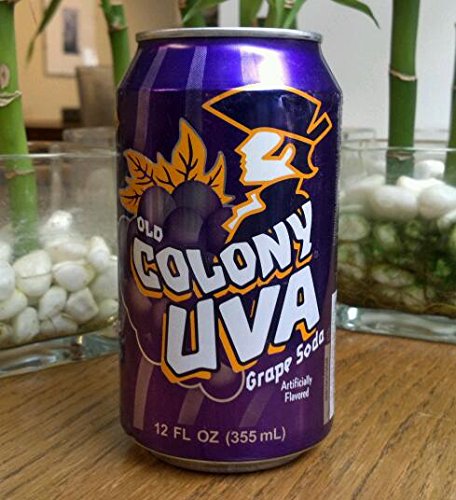 OLD
COLONY
UVA
Grape Soda
Artificially
Flavored
12 FL OZ (355 mL)